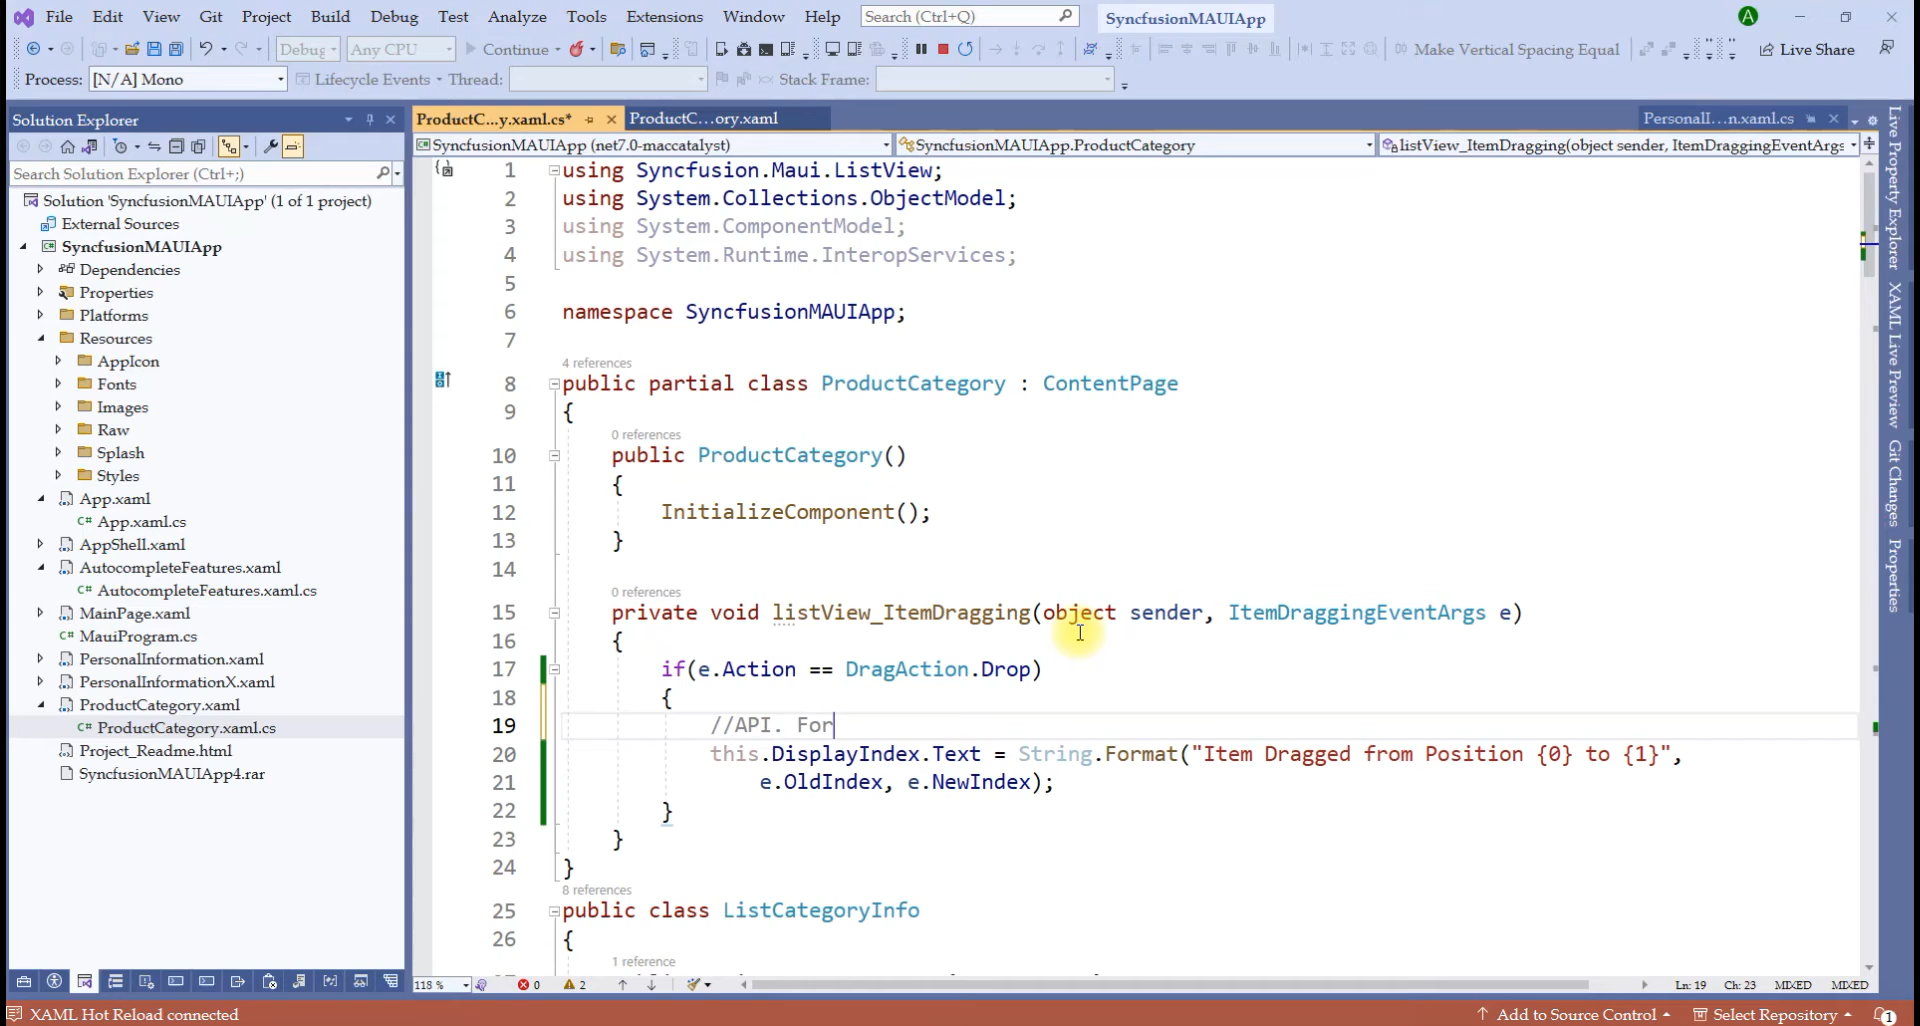 File Edit View Git Project Build Debug Test Analyze Tools Extensions Window Help Search (Ctrl+Q) SyncfusionMAUIApp A
Debug Any CPU Continue Make Vertical Spacing Equal Live Share
Process: [N/A] Mono Lifecycle Events Thread: Stack Frame:
Solution Explorer
Search Solution Explorer (Ctrl+;)
Solution 'SyncfusionMAUIApp' (1 of 1 project)
External Sources
SyncfusionMAUIApp
Dependencies
Properties
Platforms
Resources
AppIcon
Fonts
Images
Raw
Splash
Styles
App.xaml
C# App.xaml.cs
AppShell.xaml
AutocompleteFeatures.xaml
C# AutocompleteFeatures.xaml.cs
MainPage.xaml
C# MauiProgram.cs
PersonalInformation.xaml
PersonalInformationX.xaml
ProductCategory.xaml
C# ProductCategory.xaml.cs
Project_Readme.html
SyncfusionMAUIApp4.rar
ProductC...y.xaml.cs* ProductC...ory.xaml PersonalI...n.xaml.cs
SyncfusionMAUIApp (net7.0-maccatalyst) SyncfusionMAUIApp.ProductCategory listView_ItemDragging(object sender, ItemDraggingEventArgs
1 using Syncfusion.Maui.ListView;
2 using System.Collections.ObjectModel;
3 using System.ComponentModel;
4 using System.Runtime.InteropServices;
5
6 namespace SyncfusionMAUIApp;
7
4 references
8 public partial class ProductCategory : ContentPage
9 {
0 references
10 public ProductCategory()
11 {
12 InitializeComponent();
13 }
14
0 references
15 private void listView_ItemDragging(object sender, ItemDraggingEventArgs e)
16 {
17 if(e.Action == DragAction.Drop)
18 {
19 //API. For
20 this.DisplayIndex.Text = String.Format("Item Dragged from Position {0} to {1}",
21 e.OldIndex, e.NewIndex);
22 }
23 }
24 }
8 references
25 public class ListCategoryInfo
26 {
1 reference
118 % 0 2 Ln: 19 Ch: 23 MIXED MIXED
XAML Hot Reload connected Add to Source Control Select Repository 1
Live Property Explorer
XAML Live Preview
Git Changes
Properties